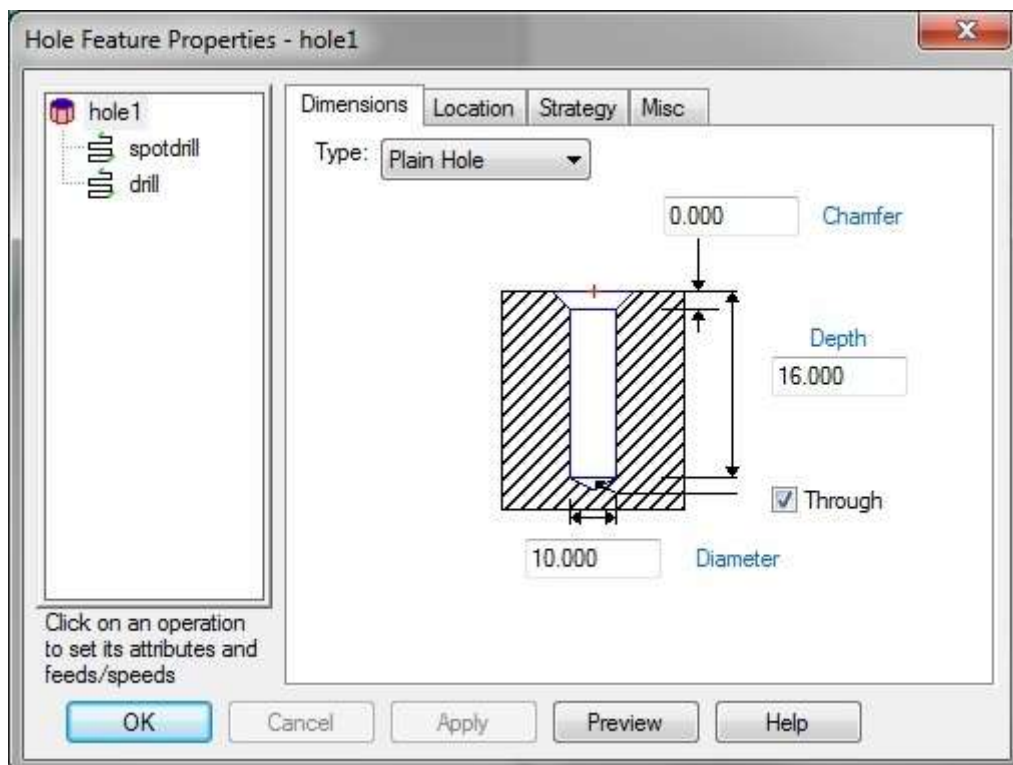 Hole Feature Properties - hole1
hole1
spotdrill
drill
Click on an operation
to set its attributes and
feeds/speeds
Dimensions Location Strategy Misc
Type: Plain Hole
0.000 Chamfer
Depth
16.000
Through
10.000 Diameter
OK Cancel Apply Preview Help